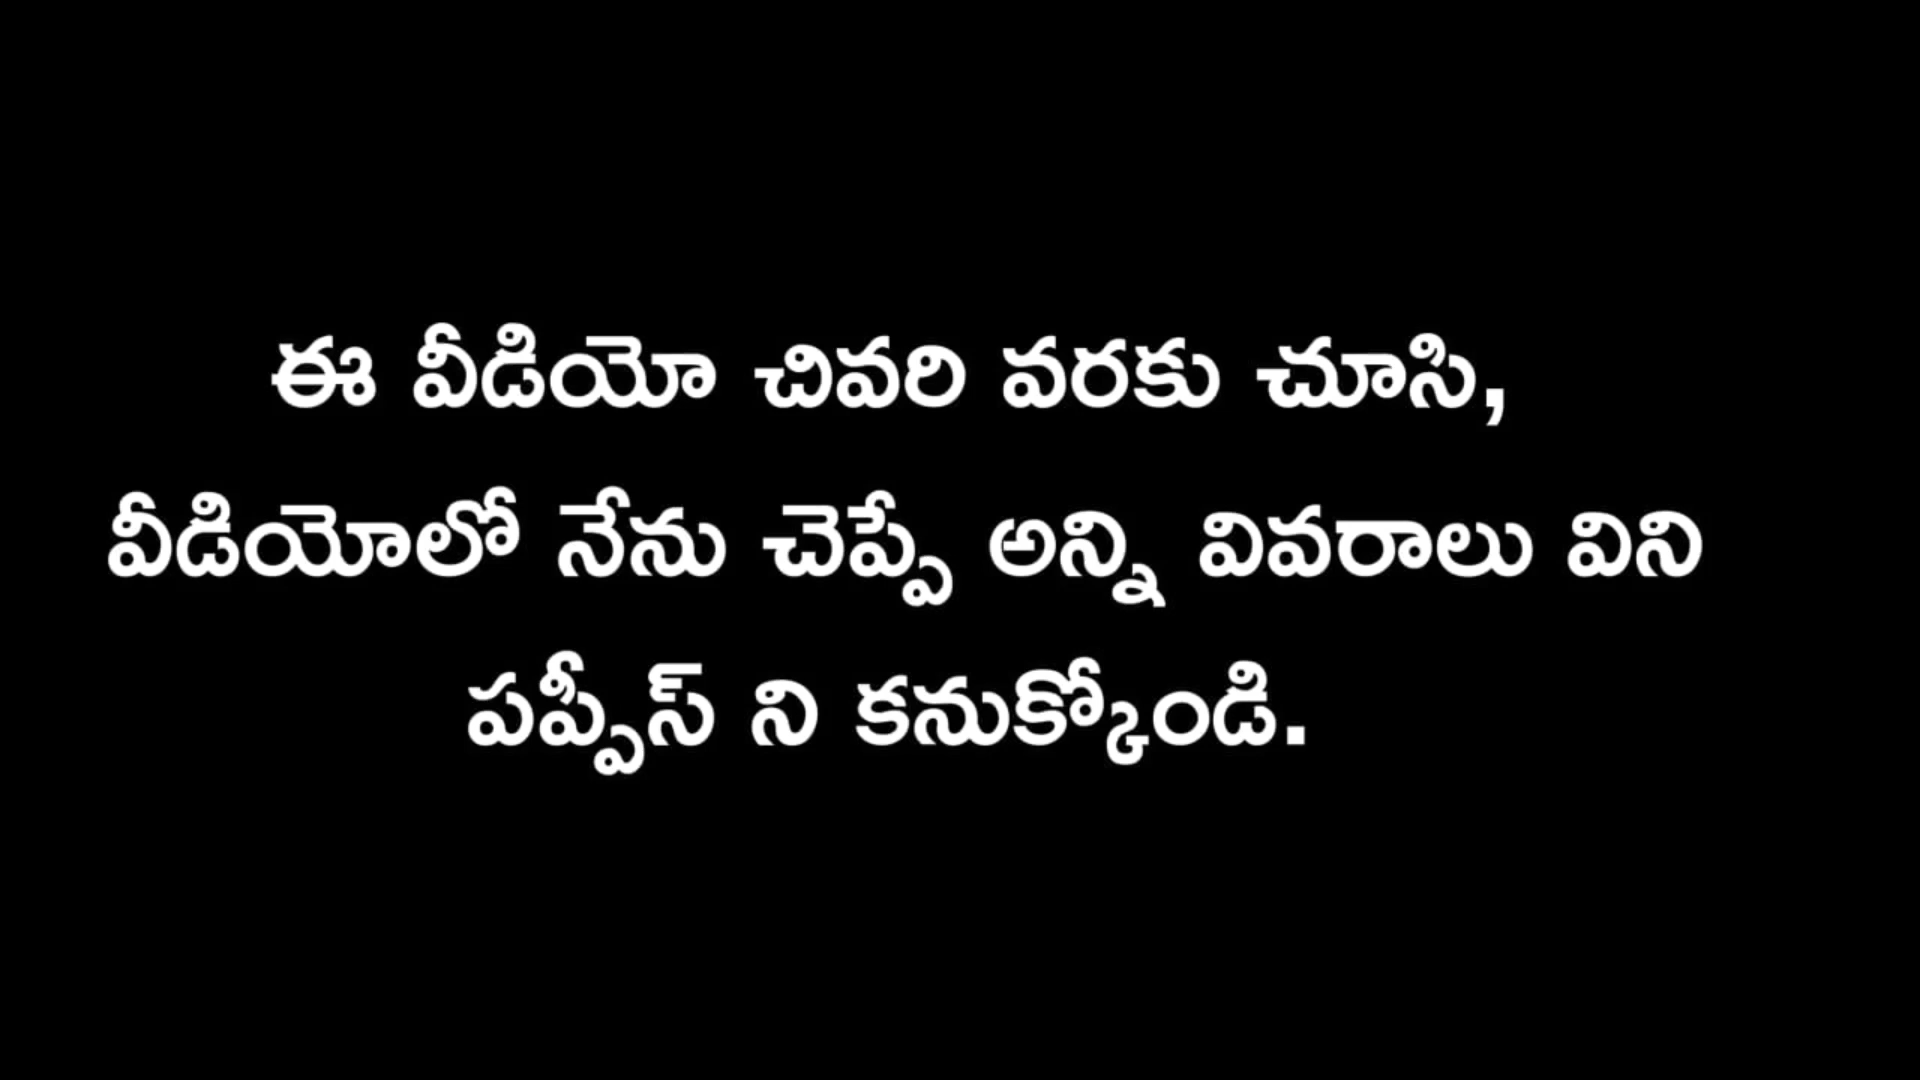 ఈ వీడియో చివరి వరకు చూసి,
వీడియోలో నేను చెప్పే అన్ని వివరాలు విని
పప్పీస్ ని కనుక్కోండి.